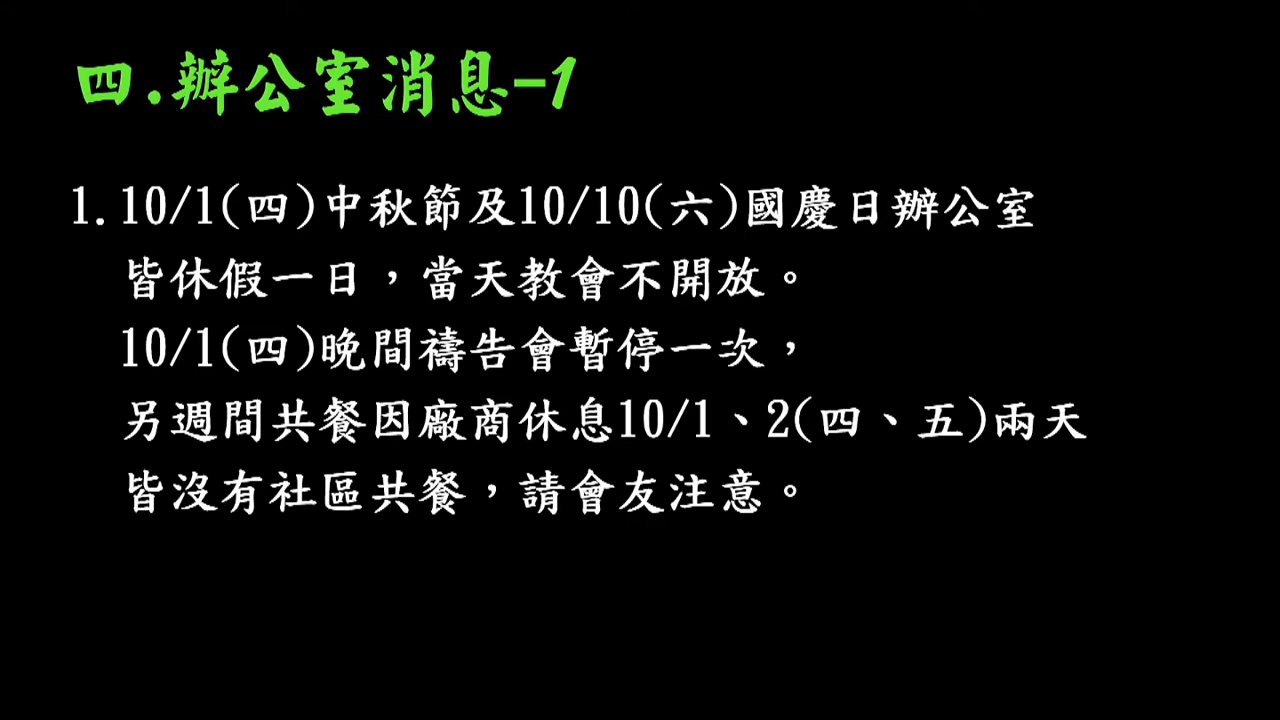 四.辦公室消息-1
1.10/1(四)中秋節及10/10(六)國慶日辦公室
皆休假一日，當天教會不開放。
10/1(四)晚間禱告會暫停一次，
另週間共餐因廠商休息10/1、2(四、五)兩天
皆沒有社區共餐，請會友注意。